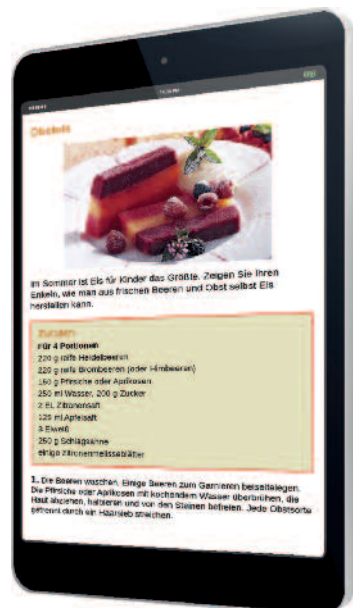 Obsteis
Im Sommer ist Eis für Kinder das Größte. Zeigen Sie Ihren
Enkeln, wie man aus frischen Beeren und Obst selbst Eis
herstellen kann.
Zutaten
Für 4 Portionen
220 g reife Heidelbeeren
220 g reife Brombeeren (oder Himbeeren)
150 g Pfirsiche oder Aprikosen
250 ml Wasser, 200 g Zucker
2 EL Zitronensaft
125 ml Apfelsaft
3 Eiweiß
250 g Schlagsahne
einige Zitronenmelisseblätter
1. Die Beeren waschen. Einige Beeren zum Garnieren beiseitelegen.
Die Pfirsiche oder Aprikosen mit kochendem Wasser überbrühen, die
Haut abziehen, halbieren und von den Steinen befreien. Jede Obstsorte
getrennt durch ein Haarsieb streichen.